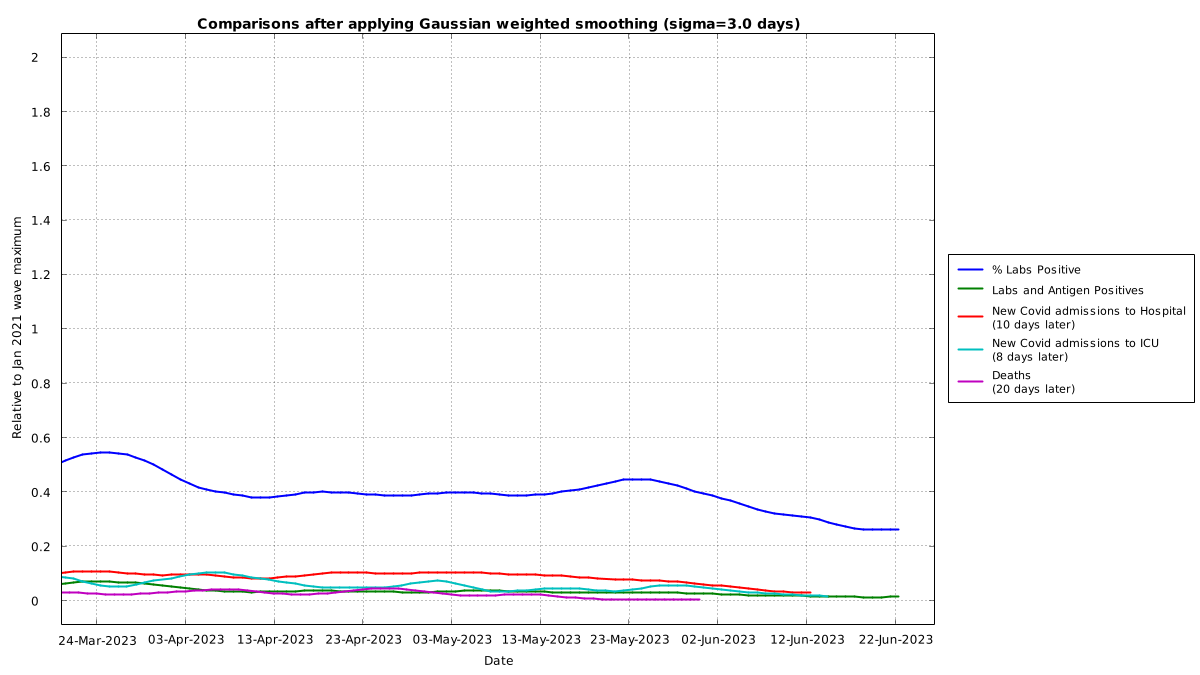 Comparisons after applying Gaussian weighted smoothing (sigma=3.0 days)
Relative to Jan 2021 wave maximum
2
1.8
1.6
1.4
1.2
1
0.8
0.6
0.4
0.2
0
24-Mar-2023 03-Apr-2023 13-Apr-2023 23-Apr-2023 03-May-2023 13-May-2023 23-May-2023 02-Jun-2023 12-Jun-2023 22-Jun-2023
Date
% Labs Positive
Labs and Antigen Positives
New Covid admissions to Hospital
(10 days later)
New Covid admissions to ICU
(8 days later)
Deaths
(20 days later)